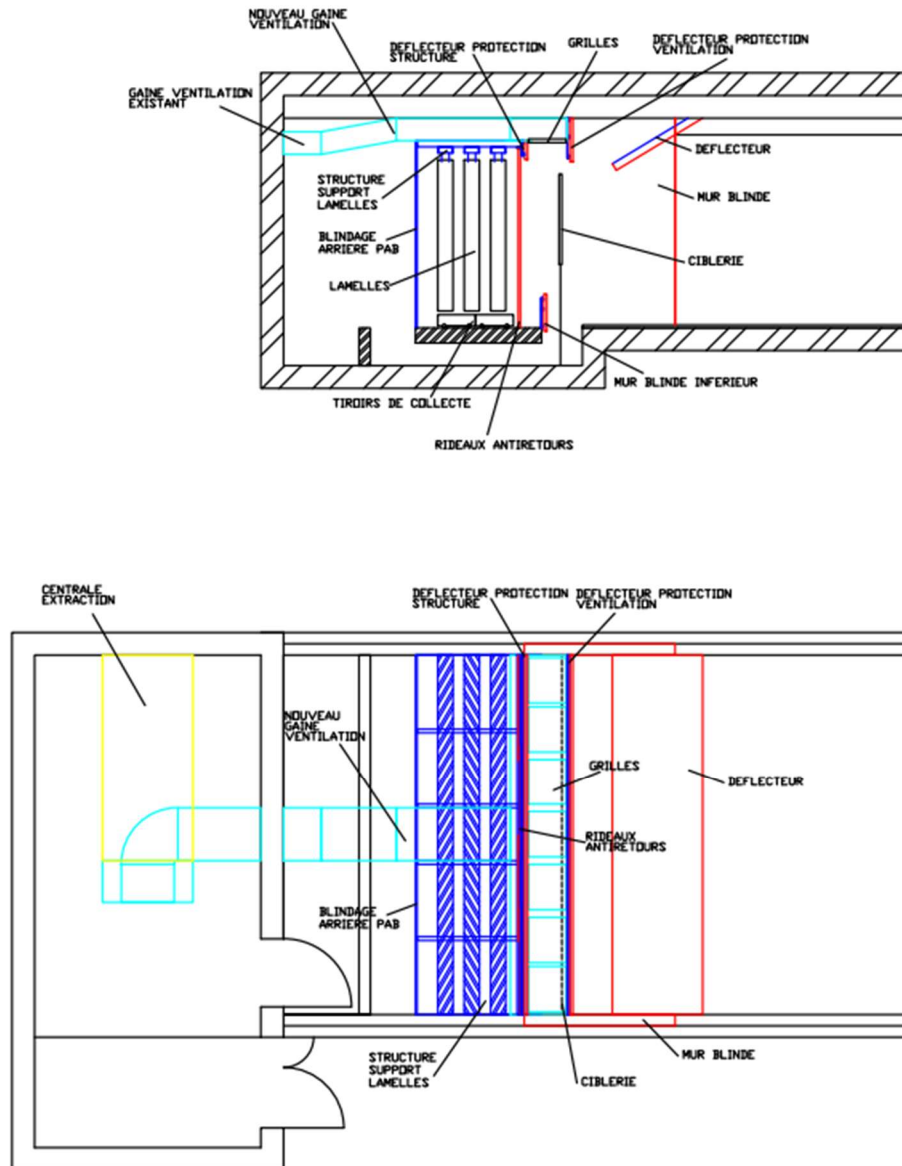 NOUVEAU GAINE
VENTILATION
DEFLECTEUR PROTECTION
STRUCTURE
GRILLES
DEFLECTEUR PROTECTION
VENTILATION
GAINE VENTILATION
EXISTANT
DEFLECTEUR
STRUCTURE
SUPPORT
LAMELLES
MUR BLINDE
BLINDAGE
ARRIERE PAB
CIBLERIE
LAMELLES
MUR BLINDE INFERIEUR
TIROIRS DE COLLECTE
RIDEAUX ANTIRETOURS
CENTRALE
EXTRACTION
DEFLECTEUR PROTECTION
STRUCTURE
DEFLECTEUR PROTECTION
VENTILATION
NOUVEAU
GAINE
VENTILATION
GRILLES
DEFLECTEUR
RIDEAUX
ANTIRETOURS
BLINDAGE
ARRIERE PAB
STRUCTURE
SUPPORT
LAMELLES
MUR BLINDE
CIBLERIE